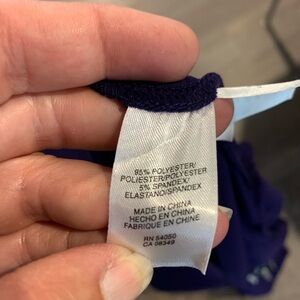 95% POLYESTER/
POLIESTER/POLYESTER
5% SPANDEX/
ELASTANO/SPANDEX
MADE IN CHINA
HECHO EN CHINA
FABRIQUE EN CHINE
RN 54050
CA 08349